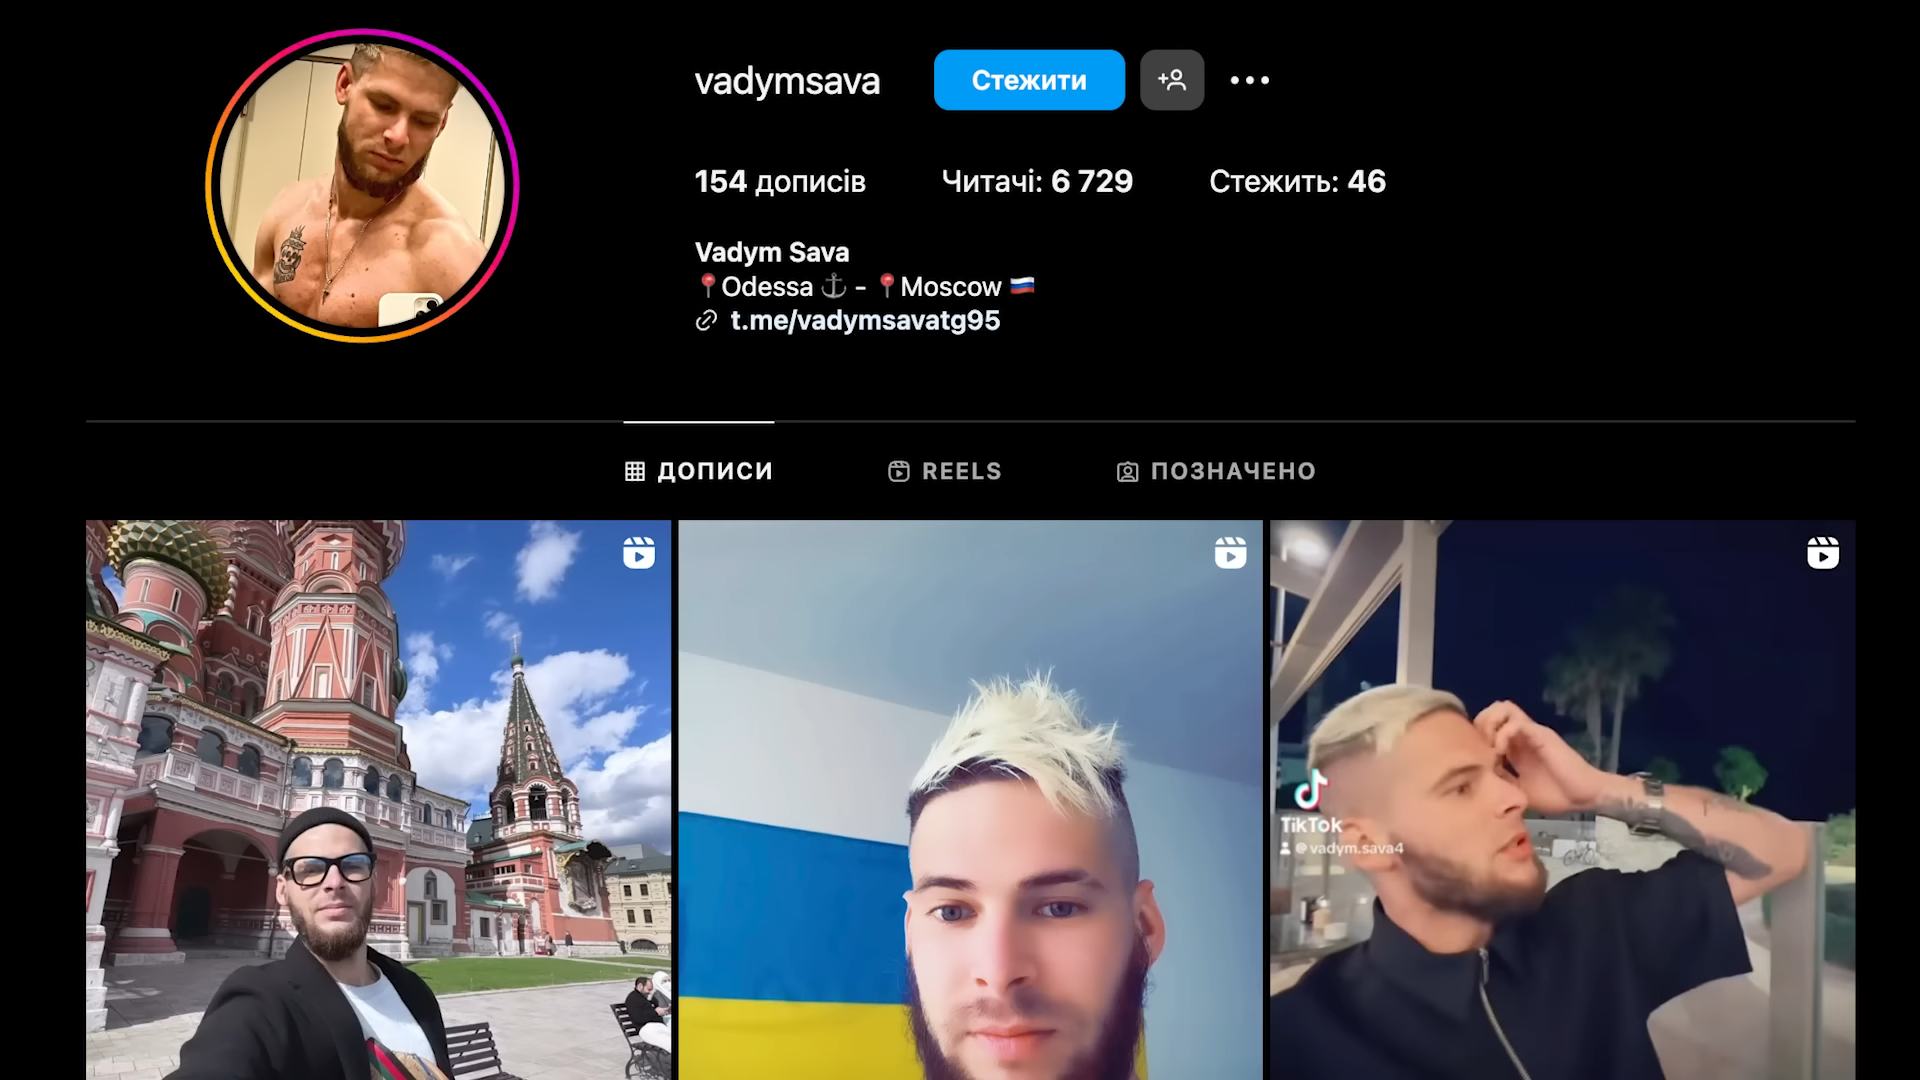 vadymsava
Стежити
154 дописів
Читачі: 6 729
Стежить: 46
Vadym Sava
📍Odessa ⚓ - 📍Moscow 🇷🇺
t.me/vadymsavatg95
ДОПИСИ
REELS
ПОЗНАЧЕНО
TikTok
@vadym.sava4